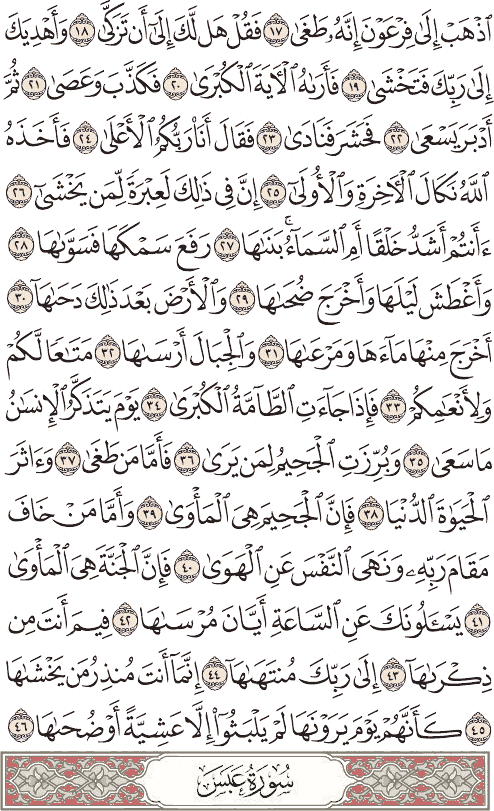 ٱذۡهَبۡ إِلَىٰ فِرۡعَوۡنَ إِنَّهُۥ طَغَىٰ ١٧ فَقُلۡ هَل لَّكَ إِلَىٰٓ أَن تَزَكَّىٰ ١٨ وَأَهۡدِيَكَ
إِلَىٰ رَبِّكَ فَتَخۡشَىٰ ١٩ فَأَرَىٰهُ ٱلۡأٓيَةَ ٱلۡكُبۡرَىٰ ٢٠ فَكَذَّبَ وَعَصَىٰ ٢١ ثُمَّ
أَدۡبَرَ يَسۡعَىٰ ٢٢ فَحَشَرَ فَنَادَىٰ ٢٣ فَقَالَ أَنَا۠ رَبُّكُمُ ٱلۡأَعۡلَىٰ ٢٤ فَأَخَذَهُ
ٱللَّهُ نَكَالَ ٱلۡأٓخِرَةِ وَٱلۡأُولَىٰٓ ٢٥ إِنَّ فِي ذَٰلِكَ لَعِبۡرَةٗ لِّمَن يَخۡشَىٰٓ ٢٦
ءَأَنتُمۡ أَشَدُّ خَلۡقًا أَمِ ٱلسَّمَآءُۚ بَنَىٰهَا ٢٧ رَفَعَ سَمۡكَهَا فَسَوَّىٰهَا ٢٨
وَأَغۡطَشَ لَيۡلَهَا وَأَخۡرَجَ ضُحَىٰهَا ٢٩ وَٱلۡأَرۡضَ بَعۡدَ ذَٰلِكَ دَحَىٰهَآ ٣٠
أَخۡرَجَ مِنۡهَا مَآءَهَا وَمَرۡعَىٰهَا ٣١ وَٱلۡجِبَالَ أَرۡسَىٰهَا ٣٢ مَتَٰعٗا لَّكُمۡ
وَلِأَنۡعَٰمِكُمۡ ٣٣ فَإِذَا جَآءَتِ ٱلطَّآمَّةُ ٱلۡكُبۡرَىٰ ٣٤ يَوۡمَ يَتَذَكَّرُ ٱلۡإِنسَٰنُ
مَا سَعَىٰ ٣٥ وَبُرِّزَتِ ٱلۡجَحِيمُ لِمَن يَرَىٰ ٣٦ فَأَمَّا مَن طَغَىٰ ٣٧ وَءَاثَرَ
ٱلۡحَيَوٰةَ ٱلدُّنۡيَا ٣٨ فَإِنَّ ٱلۡجَحِيمَ هِيَ ٱلۡمَأۡوَىٰ ٣٩ وَأَمَّا مَنۡ خَافَ
مَقَامَ رَبِّهِۦ وَنَهَى ٱلنَّفۡسَ عَنِ ٱلۡهَوَىٰ ٤٠ فَإِنَّ ٱلۡجَنَّةَ هِيَ ٱلۡمَأۡوَىٰ
٤١ يَسۡـَٔلُونَكَ عَنِ ٱلسَّاعَةِ أَيَّانَ مُرۡسَىٰهَا ٤٢ فِيمَ أَنتَ مِن
ذِكۡرَىٰهَآ ٤٣ إِلَىٰ رَبِّكَ مُنتَهَىٰهَآ ٤٤ إِنَّمَآ أَنتَ مُنذِرُ مَن يَخۡشَىٰهَا
٤٥ كَأَنَّهُمۡ يَوۡمَ يَرَوۡنَهَا لَمۡ يَلۡبَثُوٓاْ إِلَّا عَشِيَّةً أَوۡ ضُحَىٰهَا ٤٦
سُورَةُ عَبَسَ